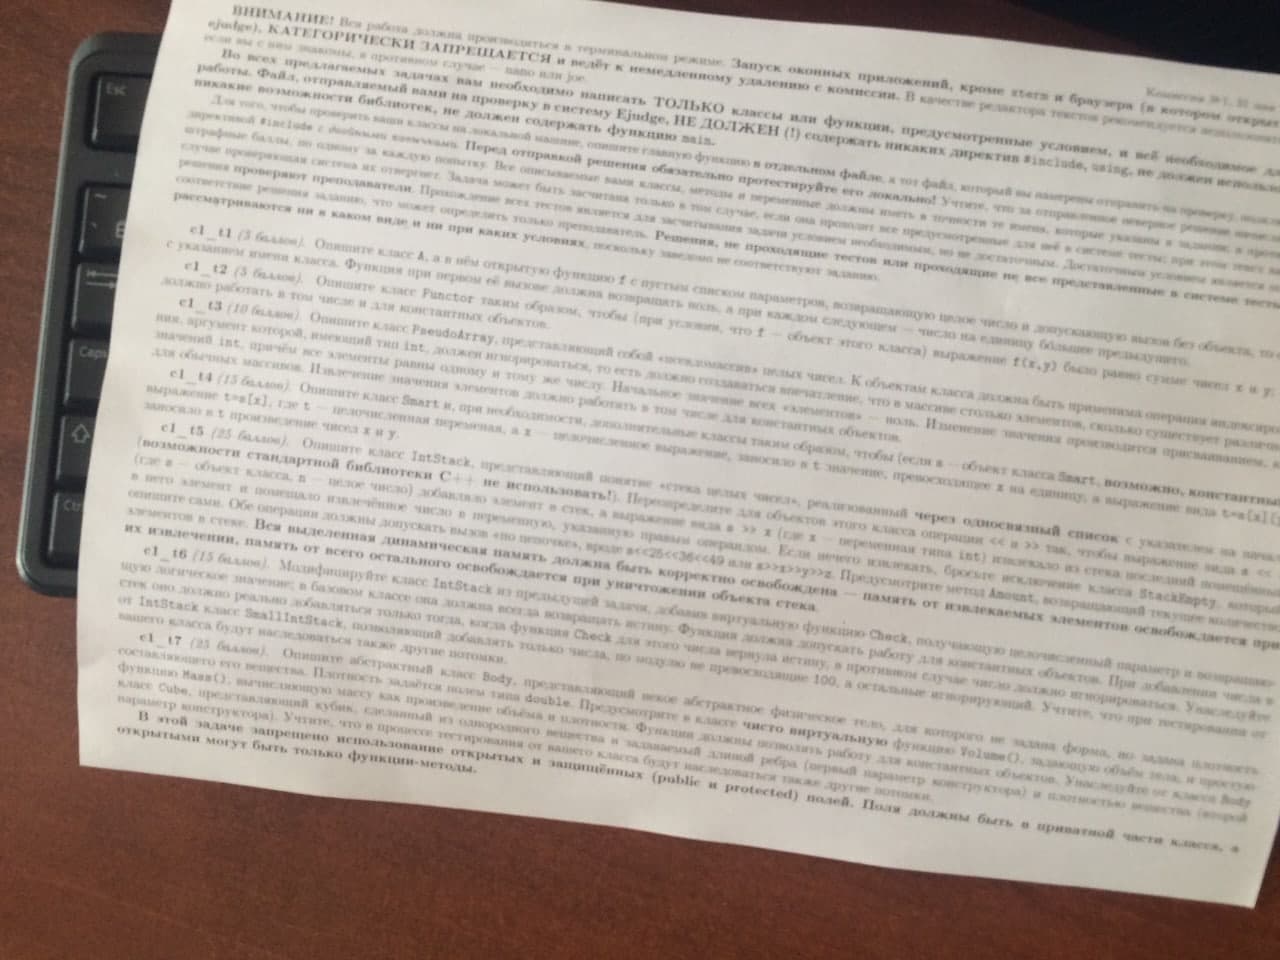 Комиссия №1, 31 мая
ВНИМАНИЕ! Вся работа должна производиться в терминальном режиме. Запуск оконных приложений, кроме xterm и браузера (в котором открыт
ejudge), КАТЕГОРИЧЕСКИ ЗАПРЕЩАЕТСЯ и ведёт к немедленному удалению с комиссии. В качестве редактора текстов рекомендуется
если вы с ним знакомы, в противном случае — nano или joe.
Во всех предлагаемых задачах вам необходимо написать ТОЛЬКО классы или функции, предусмотренные условием, и всё необходимое для
работы. Файл, отправляемый вами на проверку в систему Ejudge, НЕ ДОЛЖЕН (!) содержать никаких директив #include, using, не должен
никакие возможности библиотек, не должен содержать функцию main.
Для того, чтобы проверить ваши классы на локальной машине, опишите главную функцию в отдельном файле, а тот файл, который вы намерены отправить на проверку,
директивой #include с двойными кавычками. Перед отправкой решения обязательно протестируйте его локально! Учтите, что за отправленное неверное решение
штрафные баллы, по одному за каждую попытку. Все описываемые вами классы, методы и переменные должны иметь в точности те имена, которые указаны в задании; в
случае проверяющая система их отвергнет. Задача может быть засчитана только в том случае, если она проходит все предусмотренные для неё в системе тесты; при этом
решения проверяют преподаватели. Прохождение всех тестов является для засчитывания задачи условием необходимым, но не достаточным. Достаточным условием является
соответствие решения заданию, что может определить только преподаватель. Решения, не проходящие тесты или проходящие не все представленные в системе
рассматриваются ни в каком виде и ни при каких условиях, поскольку заведомо не соответствуют заданию.
c1_t1 (3 баллов). Опишите класс A, а в нём открытую функцию f с пустым списком параметров, возвращающую целое число и допускающую вызов без объекта, то
с указанием имени класса. Функция при первом её вызове должна возвращать ноль, а при каждом следующем — число на единицу большее предыдущего.
c1_t2 (5 баллов). Опишите класс Functor таким образом, чтобы (при условии, что f — объект этого класса) выражение f(x,y) было равно сумме чисел x и y.
должно работать в том числе и для константных объектов.
c1_t3 (10 баллов). Опишите класс PseudoArray, представляющий собой «псевдомассив» целых чисел. К объектам класса должна быть применима операция
ния, аргумент которой, имеющий тип int, должен игнорироваться, то есть должно создаваться впечатление, что в массиве столько элементов, сколько существует
значений int, причём все элементы равны одному и тому же числу. Начальное значение всех «элементов» — ноль. Изменение значения производится присваиванием,
для обычных массивов. Извлечение значения элементов должно работать в том числе для константных объектов.
c1_t4 (15 баллов). Опишите класс Smart и, при необходимости, дополнительные классы таким образом, чтобы (если s — объект класса Smart, возможно,
выражение t=s[x], где t — целочисленная переменная, а x — целочисленное выражение, заносило в t значение, превосходящее x на единицу, а выражение вида
заносило в t произведение чисел x и y.
c1_t5 (25 баллов). Опишите класс IntStack, представляющий понятие «стека целых чисел», реализованный через односвязный список с указателем на
(возможности стандартной библиотеки C++ не использовать!). Переопределите для объектов этого класса операции << и >> так, чтобы выражение вида s <<
(где s — объект класса, n — целое число) добавляло элемент в стек, а выражение вида s >> x (где x — переменная типа int) извлекало из стека последний
в него элемент и помещало извлечённое число в переменную, указанную правым операндом. Если нечего извлекать, бросьте исключение класса StackEmpty,
опишите сами. Обе операции должны допускать вызов «по цепочке», вроде s<<25<<36<<49 или s>>x>>y>>z. Предусмотрите метод Amount, возвращающий текущее
элементов в стеке. Вся выделенная динамическая память должна быть корректно освобождена — память от извлекаемых элементов освобождается при
их извлечении, память от всего остального освобождается при уничтожении объекта стека.
c1_t6 (15 баллов). Модифицируйте класс IntStack из предыдущей задачи, добавив виртуальную функцию Check, получающую целочисленный параметр и возвращаю-
щую логическое значение; в базовом классе она должна всегда возвращать истину. Функция должна допускать работу для константных объектов. При добавлении числа в
стек оно должно реально добавляться только тогда, когда функция Check для этого числа вернула истину, в противном случае число должно игнорироваться. Унаследуйте
от IntStack класс SmallIntStack, позволяющий добавлять только числа, по модулю не превосходящие 100, а остальные игнорирующий. Учтите, что при тестировании от
вашего класса будут наследоваться также другие потомки.
c1_t7 (25 баллов). Опишите абстрактный класс Body, представляющий некое абстрактное физическое тело, для которого не задана форма, но задана плотность
составляющего его вещества. Плотность задаётся полем типа double. Предусмотрите в классе чисто виртуальную функцию Volume(), задающую объём тела, и простую
функцию Mass(), вычисляющую массу как произведение объёма и плотности. Функции должны позволять работу для константных объектов. Унаследуйте от класса Body
класс Cube, представляющий кубик, сделанный из однородного вещества и задаваемый длиной ребра (первый параметр конструктора) и плотностью вещества (второй
параметр конструктора). Учтите, что в процессе тестирования от вашего класса будут наследоваться также другие потомки.
В этой задаче запрещено использование открытых и защищённых (public и protected) полей. Поля должны быть в приватной части класса, а
открытыми могут быть только функции-методы.
Esc
Caps
Ctrl